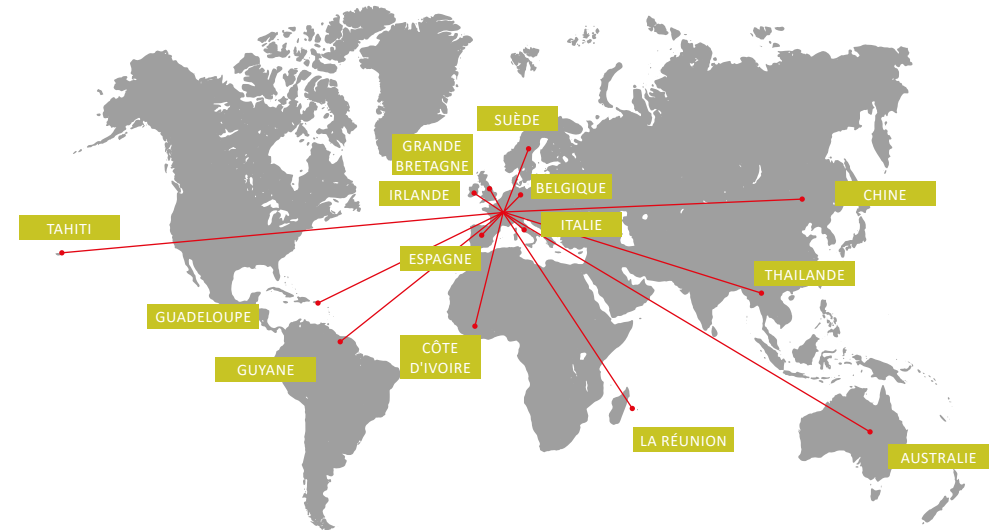 SUÈDE
GRANDE
BRETAGNE
IRLANDE
BELGIQUE
CHINE
TAHITI
ITALIE
ESPAGNE
THAILANDE
GUADELOUPE
GUYANE
CÔTE
D'IVOIRE
LA RÉUNION
AUSTRALIE